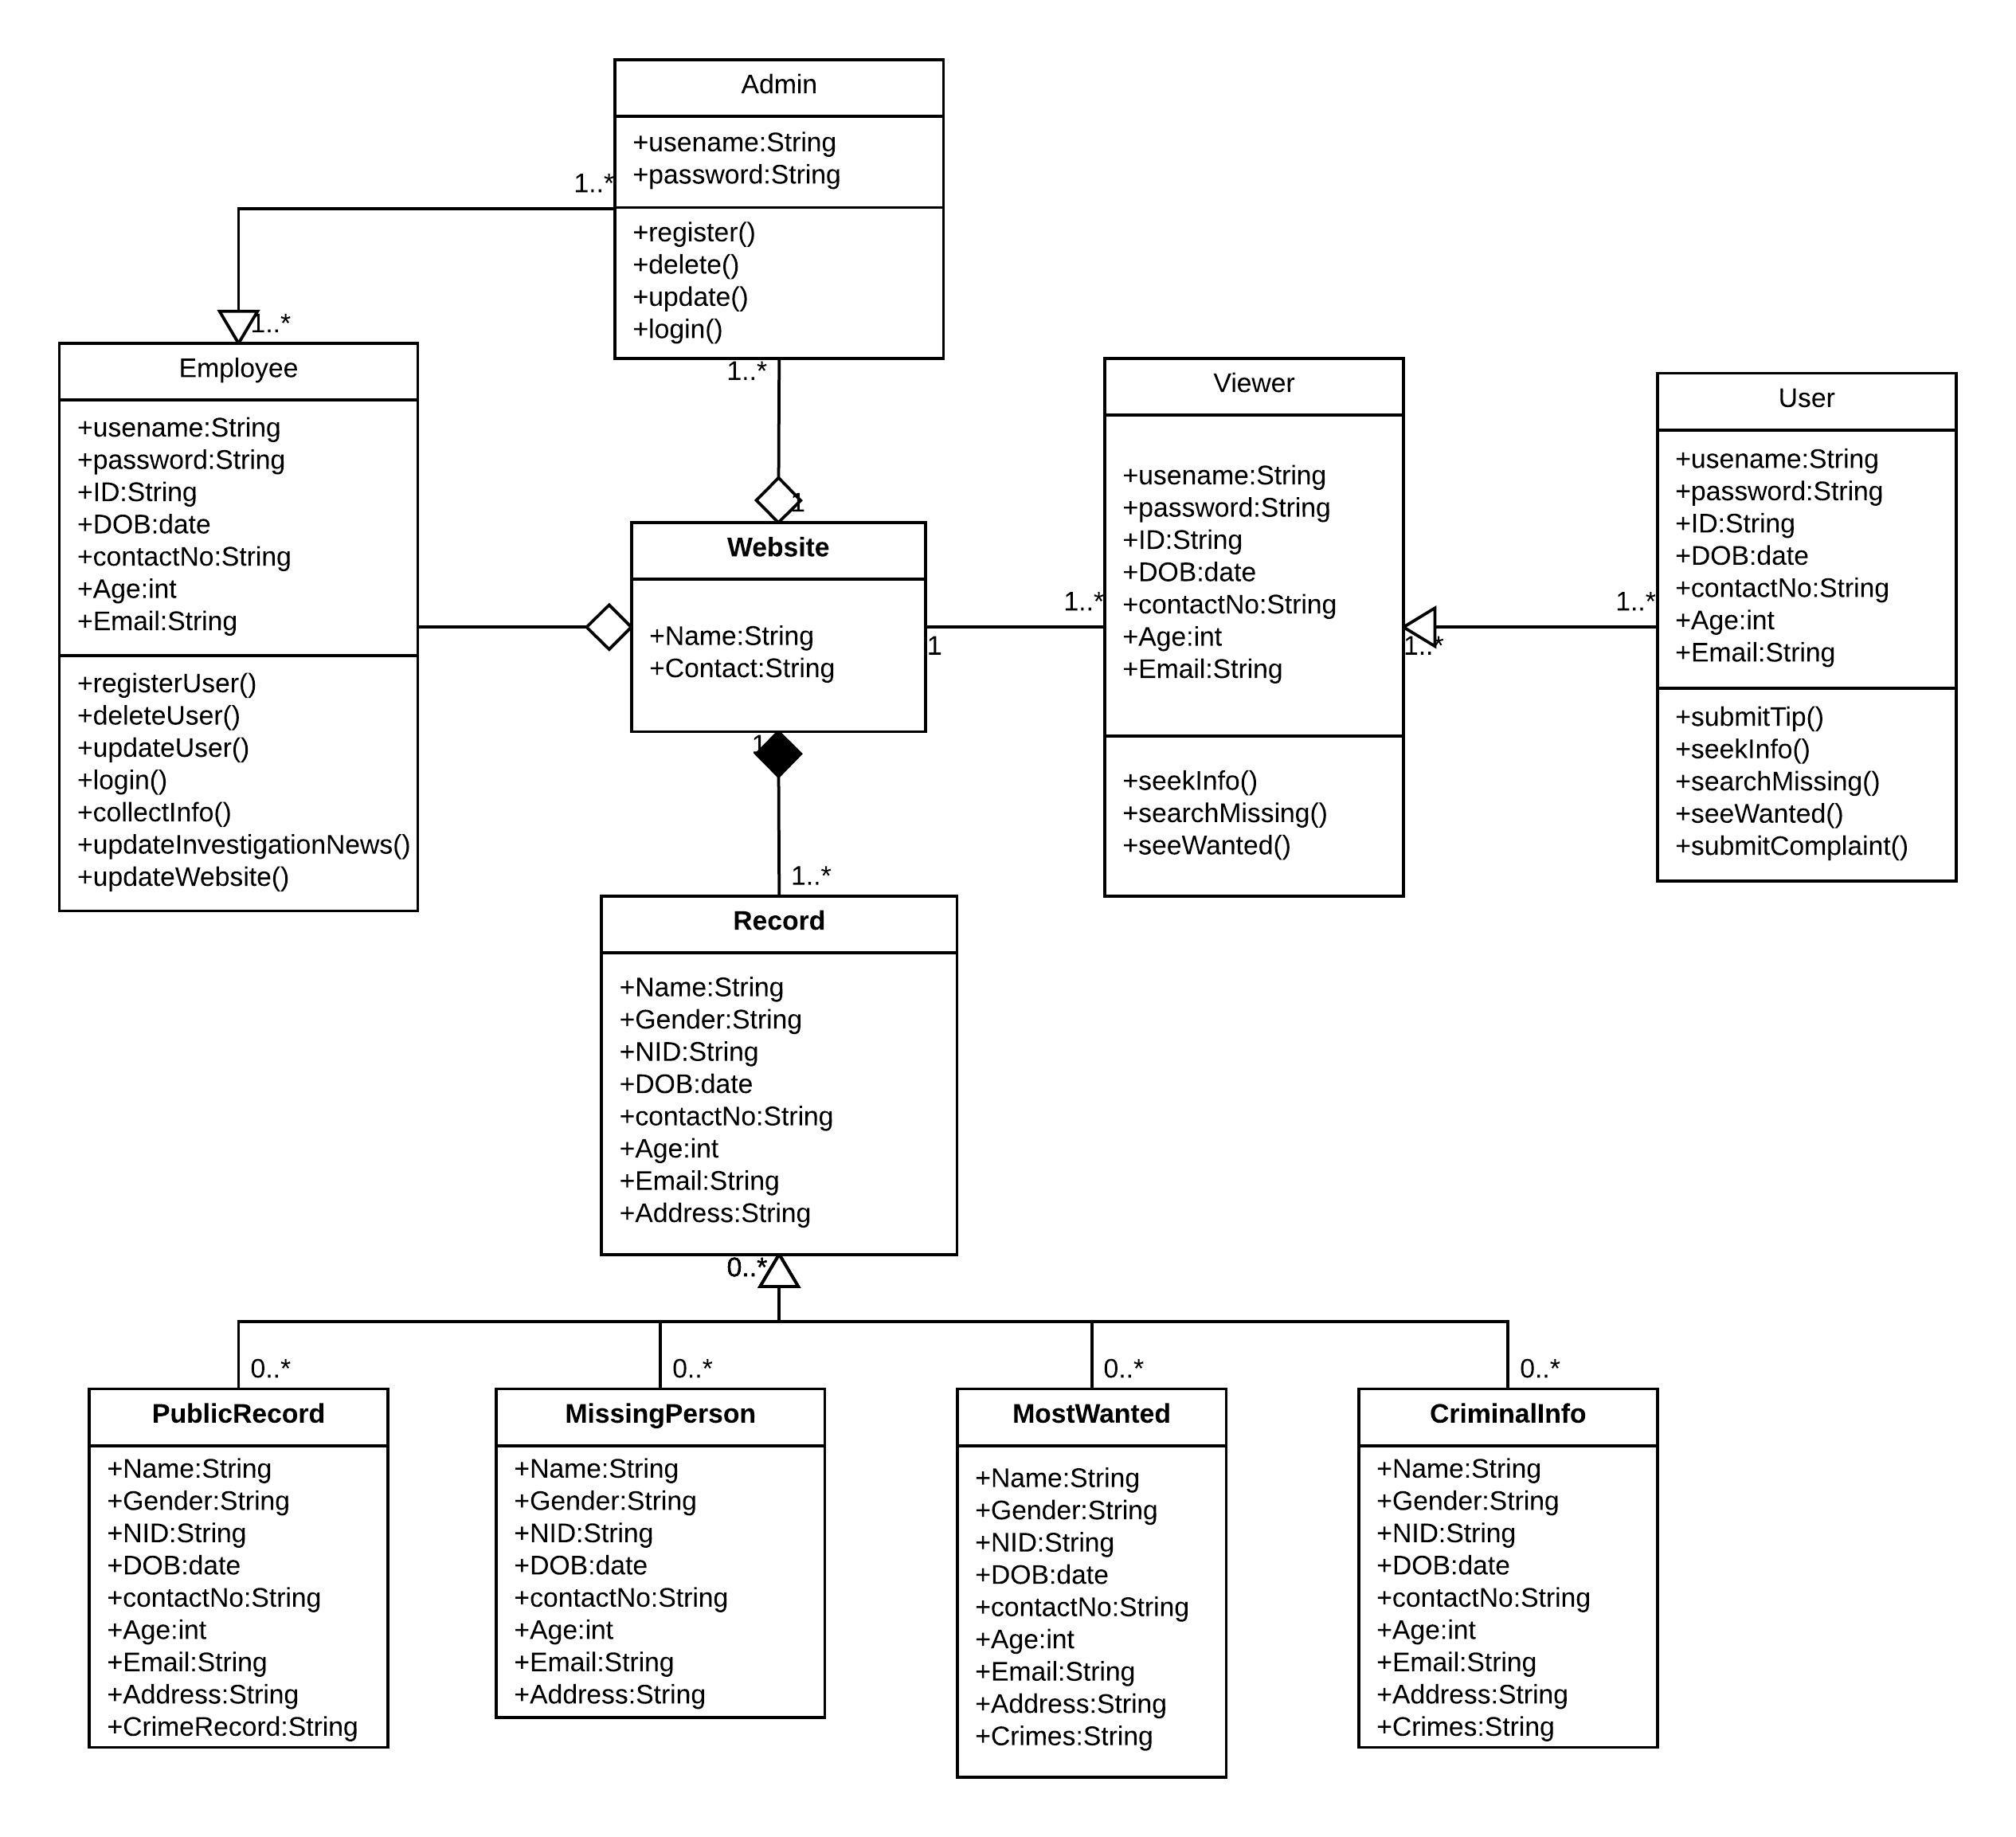 Admin
+usename:String
+password:String
+register()
+delete()
+update()
+login()
1..*
1..*
1..*
1
Employee
+usename:String
+password:String
+ID:String
+DOB:date
+contactNo:String
+Age:int
+Email:String
+registerUser()
+deleteUser()
+updateUser()
+login()
+collectInfo()
+updateInvestigationNews()
+updateWebsite()
Website
+Name:String
+Contact:String
1
1..*
1
1..*
Viewer
+usename:String
+password:String
+ID:String
+DOB:date
+contactNo:String
+Age:int
+Email:String
+seekInfo()
+searchMissing()
+seeWanted()
1..*
1..*
User
+usename:String
+password:String
+ID:String
+DOB:date
+contactNo:String
+Age:int
+Email:String
+submitTip()
+seekInfo()
+searchMissing()
+seeWanted()
+submitComplaint()
Record
+Name:String
+Gender:String
+NID:String
+DOB:date
+contactNo:String
+Age:int
+Email:String
+Address:String
0..*
0..*
0..*
0..*
0..*
PublicRecord
+Name:String
+Gender:String
+NID:String
+DOB:date
+contactNo:String
+Age:int
+Email:String
+Address:String
+CrimeRecord:String
MissingPerson
+Name:String
+Gender:String
+NID:String
+DOB:date
+contactNo:String
+Age:int
+Email:String
+Address:String
MostWanted
+Name:String
+Gender:String
+NID:String
+DOB:date
+contactNo:String
+Age:int
+Email:String
+Address:String
+Crimes:String
CriminalInfo
+Name:String
+Gender:String
+NID:String
+DOB:date
+contactNo:String
+Age:int
+Email:String
+Address:String
+Crimes:String